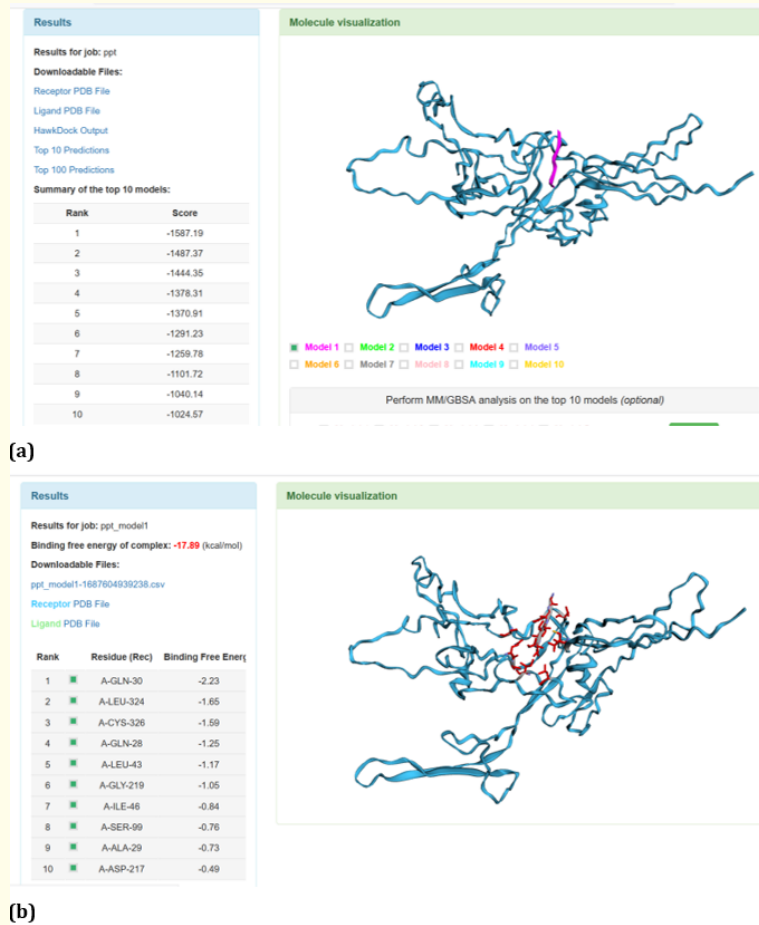 Results
Molecule visualization
Results for job: ppt
Downloadable Files:
Receptor PDB File
Ligand PDB File
HawkDock Output
Top 10 Predictions
Top 100 Predictions
Summary of the top 10 models:
Rank Score
1 -1587.19
2 -1487.37
3 -1444.35
4 -1378.31
5 -1370.91
6 -1291.23
7 -1259.78
8 -1101.72
9 -1040.14
10 -1024.57
Model 1 Model 2 Model 3 Model 4 Model 5
Model 6 Model 7 Model 8 Model 9 Model 10
Perform MM/GBSA analysis on the top 10 models (optional)
(a)
Results
Molecule visualization
Results for job: ppt_model1
Binding free energy of complex: -17.89 (kcal/mol)
Downloadable Files:
ppt_model1-1687604939238.csv
Receptor PDB File
Ligand PDB File
Rank Residue (Rec) Binding Free Energ
1 A-GLN-30 -2.23
2 A-LEU-324 -1.65
3 A-CYS-326 -1.59
4 A-GLN-28 -1.25
5 A-LEU-43 -1.17
6 A-GLY-219 -1.05
7 A-ILE-46 -0.84
8 A-SER-99 -0.76
9 A-ALA-29 -0.73
10 A-ASP-217 -0.49
(b)